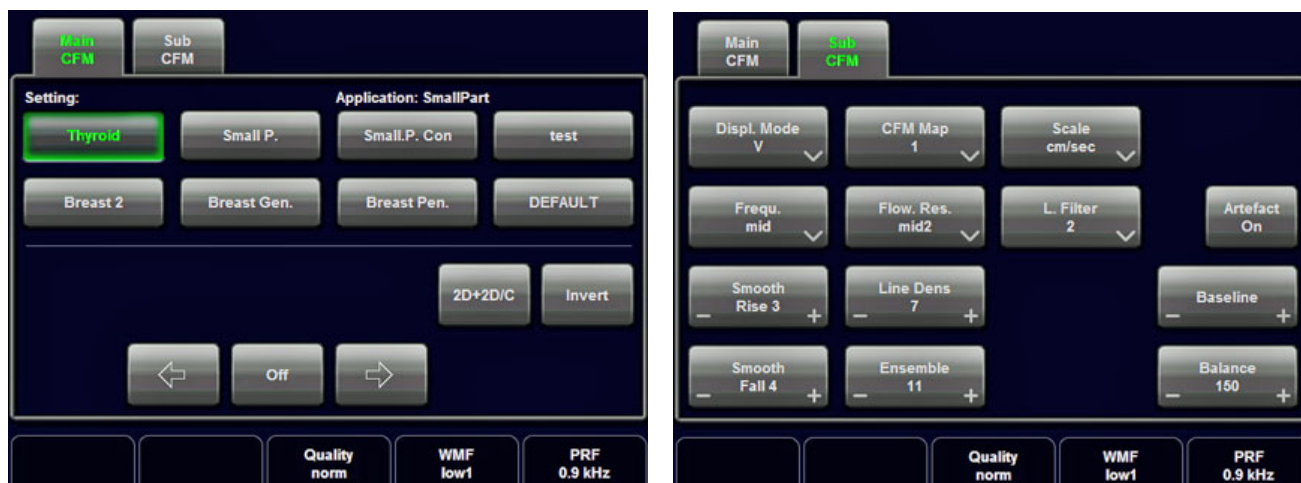 Main
CFM
Sub
CFM
Setting:
Application: SmallPart
Thyroid
Small P.
Small.P. Con
test
Breast 2
Breast Gen.
Breast Pen.
DEFAULT
2D+2D/C
Invert
Off
Quality
norm
WMF
low1
PRF
0.9 kHz
Main
CFM
Sub
CFM
Displ. Mode
V
CFM Map
1
Scale
cm/sec
Frequ.
mid
Flow. Res.
mid2
L. Filter
2
Artefact
On
Smooth
Rise 3
- +
Line Dens
7
- +
Baseline
- +
Smooth
Fall 4
- +
Ensemble
11
- +
Balance
150
- +
Quality
norm
WMF
low1
PRF
0.9 kHz